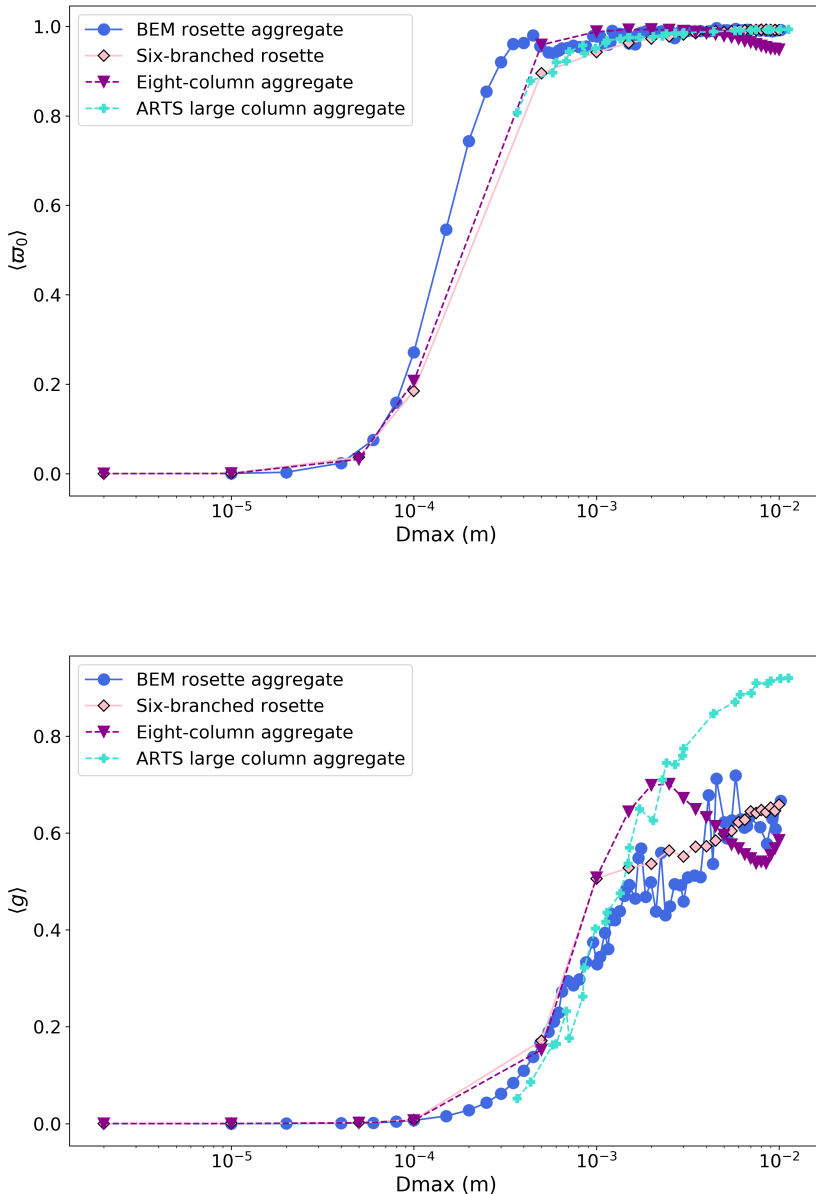 BEM rosette aggregate
Six-branched rosette
Eight-column aggregate
ARTS large column aggregate
1.0
0.8
0.6
0.4
0.2
0.0
⟨ϖ₀⟩
10⁻⁵ 10⁻⁴ 10⁻³ 10⁻²
Dmax (m)
BEM rosette aggregate
Six-branched rosette
Eight-column aggregate
ARTS large column aggregate
0.8
0.6
0.4
0.2
0.0
⟨g⟩
10⁻⁵ 10⁻⁴ 10⁻³ 10⁻²
Dmax (m)